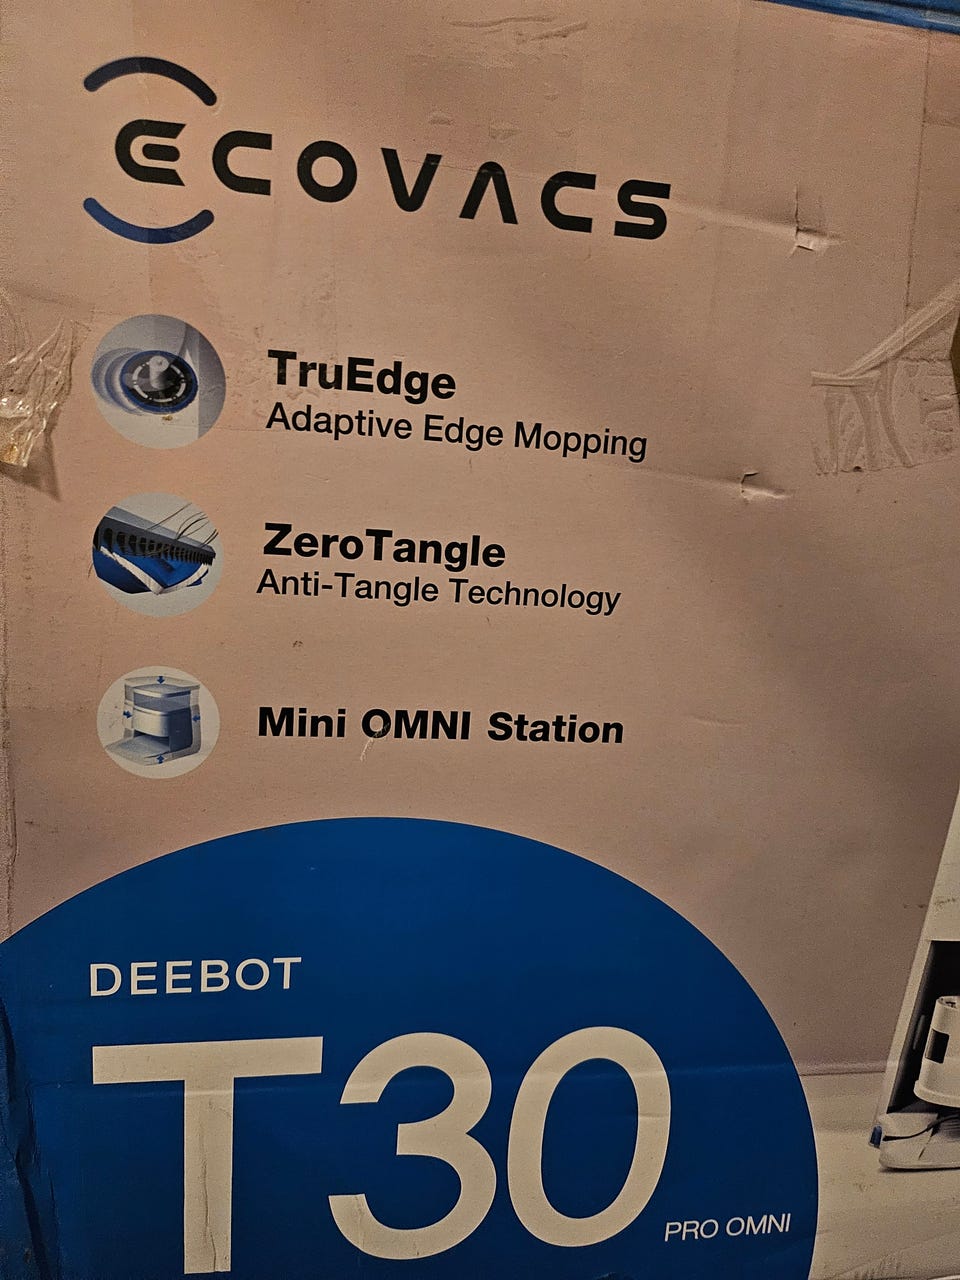 ECOVACS
TruEdge
Adaptive Edge Mopping
ZeroTangle
Anti-Tangle Technology
Mini OMNI Station
DEEBOT
T30
PRO OMNI